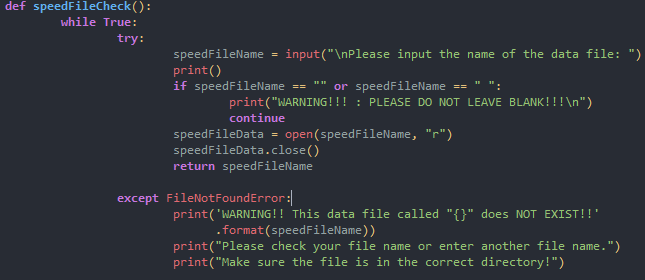 def speedFileCheck():
while True:
try:
speedFileName = input("\nPlease input the name of the data file: ")
print()
if speedFileName == "" or speedFileName == " ":
print("WARNING!!! : PLEASE DO NOT LEAVE BLANK!!!\n")
continue
speedFileData = open(speedFileName, "r")
speedFileData.close()
return speedFileName
except FileNotFoundError:
print('WARNING!! This data file called "{}" does NOT EXIST!!'
.format(speedFileName))
print("Please check your file name or enter another file name.")
print("Make sure the file is in the correct directory!")